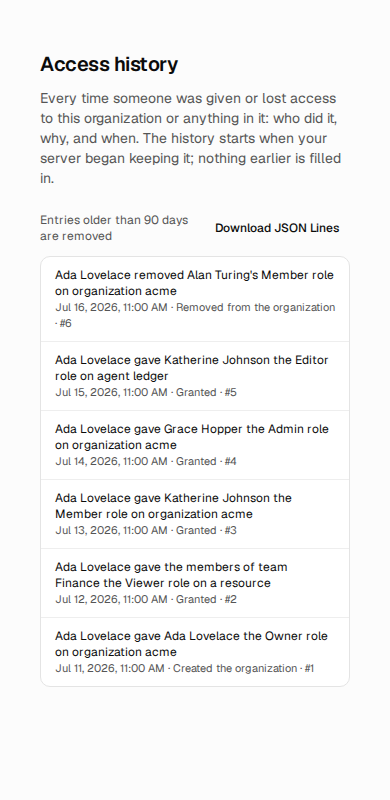 Access history
Every time someone was given or lost access
to this organization or anything in it: who did it,
why, and when. The history starts when your
server began keeping it; nothing earlier is filled
in.
Entries older than 90 days
are removed
Download JSON Lines
Ada Lovelace removed Alan Turing's Member role
on organization acme
Jul 16, 2026, 11:00 AM · Removed from the organization
· #6
Ada Lovelace gave Katherine Johnson the Editor
role on agent ledger
Jul 15, 2026, 11:00 AM · Granted · #5
Ada Lovelace gave Grace Hopper the Admin role
on organization acme
Jul 14, 2026, 11:00 AM · Granted · #4
Ada Lovelace gave Katherine Johnson the
Member role on organization acme
Jul 13, 2026, 11:00 AM · Granted · #3
Ada Lovelace gave the members of team
Finance the Viewer role on a resource
Jul 12, 2026, 11:00 AM · Granted · #2
Ada Lovelace gave Ada Lovelace the Owner role
on organization acme
Jul 11, 2026, 11:00 AM · Created the organization · #1